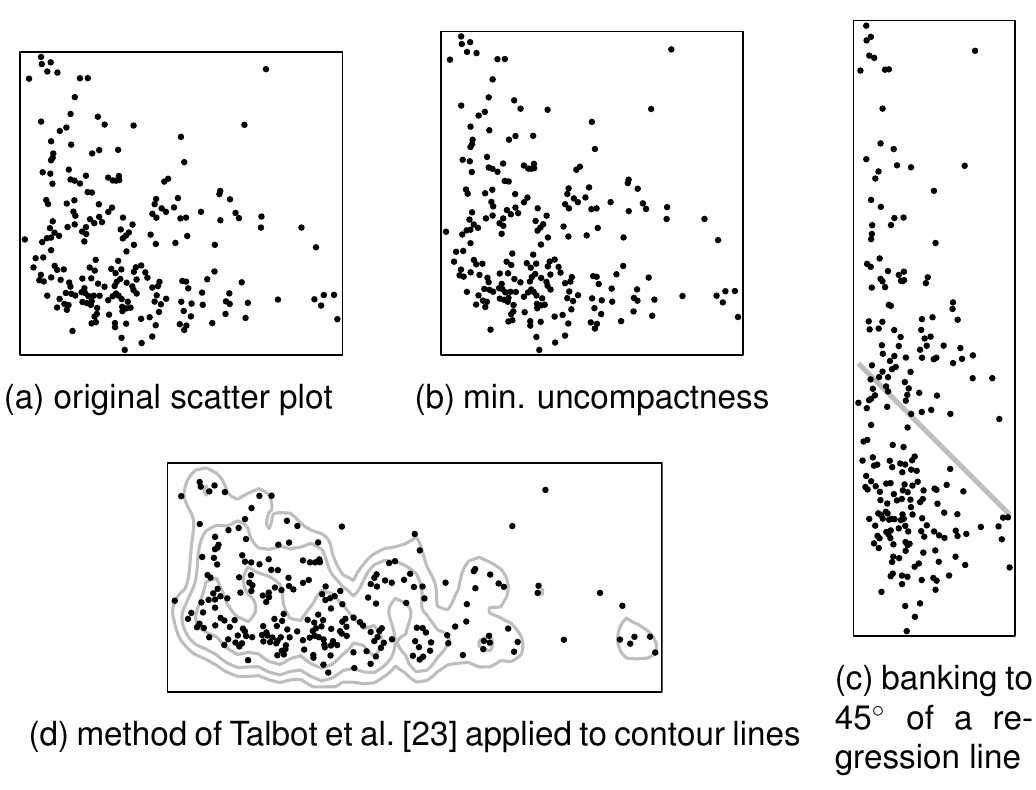 (a) original scatter plot
(b) min. uncompactness
(c) banking to
45° of a re-
gression line
(d) method of Talbot et al. [23] applied to contour lines